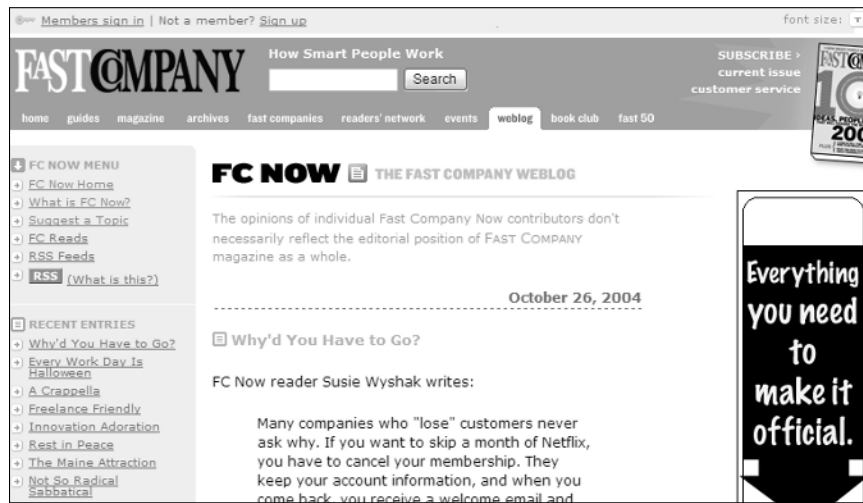 Members sign in | Not a member? Sign up
font size:
FAST COMPANY
How Smart People Work
Search
SUBSCRIBE ›
current issue
customer service
home guides magazine archives fast companies readers' network events weblog book club fast 50
FC NOW MENU
FC Now Home
What is FC Now?
Suggest a Topic
FC Reads
RSS Feeds
RSS (What is this?)
RECENT ENTRIES
Why'd You Have to Go?
Every Work Day Is
Halloween
A Crappella
Freelance Friendly
Innovation Adoration
Rest in Peace
The Maine Attraction
Not So Radical
Sabbatical
FC NOW THE FAST COMPANY WEBLOG
The opinions of individual Fast Company Now contributors don't
necessarily reflect the editorial position of FAST COMPANY
magazine as a whole.
October 26, 2004
Why'd You Have to Go?
FC Now reader Susie Wyshak writes:
Many companies who "lose" customers never
ask why. If you want to skip a month of Netflix,
you have to cancel your membership. They
keep your account information, and when you
come back, you receive a welcome email and
Everything
you need
to
make it
official.